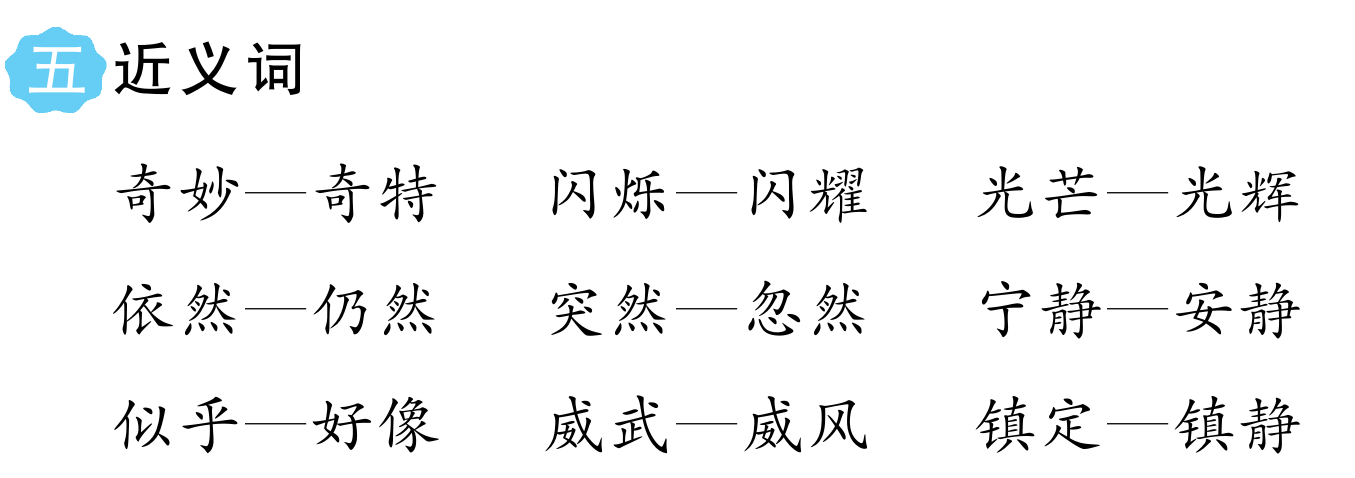 五 近义词
奇妙—奇特 闪烁—闪耀 光芒—光辉
依然—仍然 突然—忽然 宁静—安静
似乎—好像 威武—威风 镇定—镇静